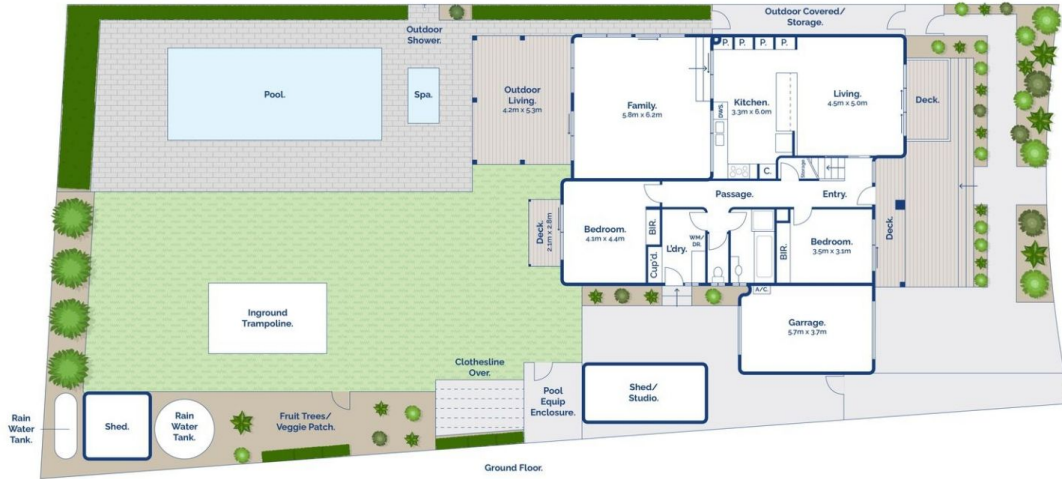 Outdoor Covered/
Storage.
Outdoor
Shower.
P.
P.
P.
P.
Pool.
Spa.
Outdoor
Living.
4.2m x 5.3m
Family.
5.8m x 6.2m
DWS.
Kitchen.
3.3m x 6.0m
Living.
4.5m x 5.0m
Deck.
C.
Storage
Passage.
Entry.
Deck.
2.1m x 2.8m
Bedroom.
4.1m x 4.4m
BIR.
Cup'd.
L'dry.
WM/
DR.
BIR.
Bedroom.
3.5m x 3.1m
Deck.
A/C.
Inground
Trampoline.
Garrage.
5.7m x 3.7m
Clothesline
Over.
Pool
Equip
Enclosure.
Shed/
Studio.
Rain
Water
Tank.
Shed.
Rain
Water
Tank.
Fruit Trees/
Veggie Patch.
Ground Floor.